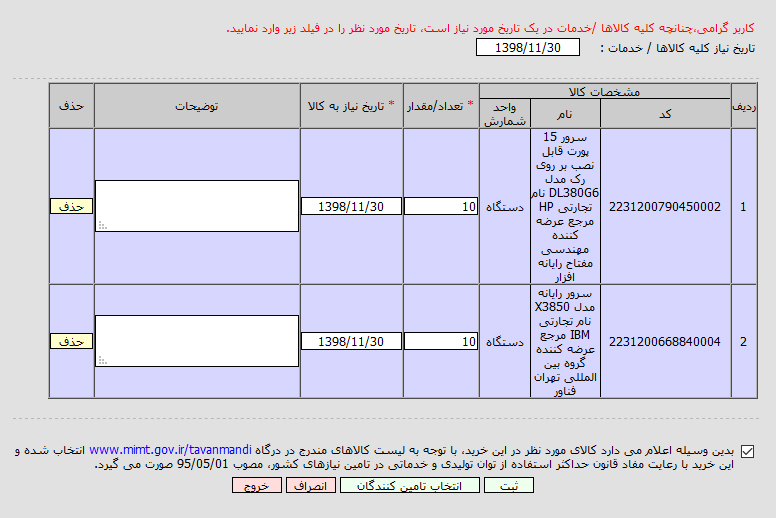 کاربر گرامی،چنانچه کلیه کالاها /خدمات در یک تاریخ مورد نیاز است، تاریخ مورد نظر را در فیلد زیر وارد نمایید.
تاریخ نیاز کلیه کالاها / خدمات : 1398/11/30
ردیف مشخصات کالا * تعداد/مقدار * تاریخ نیاز به کالا توضیحات حذف
کد نام واحد شمارش
1 2231200790450002
سرور 15
پورت قابل
نصب بر روی
رک مدل
DL380G6 نام
تجارتی HP
مرجع عرضه
کننده
مهندسی
مفتاح رایانه
افزار
دستگاه 10 1398/11/30 حذف
2 2231200668840004
سرور رایانه
مدل X3850
نام تجارتی
IBM مرجع
عرضه کننده
گروه بین
المللی تهران
فناور
دستگاه 10 1398/11/30 حذف
بدین وسیله اعلام می دارد کالای مورد نظر در این خرید، با توجه به لیست کالاهای مندرج در درگاه www.mimt.gov.ir/tavanmandi انتخاب شده و
این خرید با رعایت مفاد قانون حداکثر استفاده از توان تولیدی و خدماتی در تامین نیازهای کشور، مصوب 95/05/01 صورت می گیرد.
ثبت انتخاب تامین کنندگان انصراف خروج